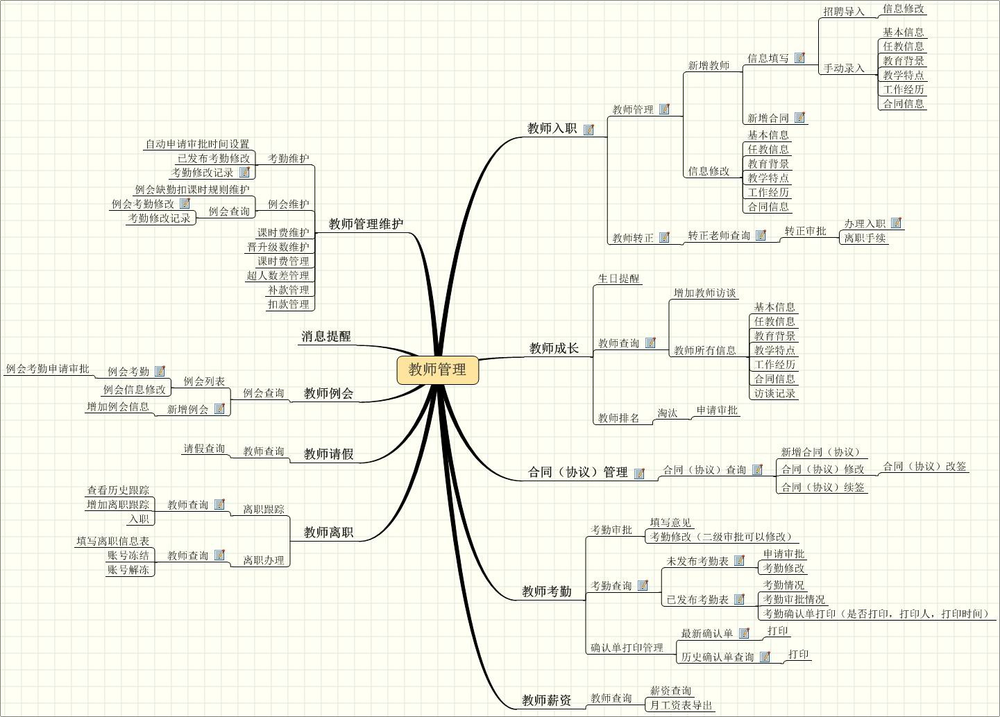 教师管理
教师入职
教师管理
新增教师
信息填写
招聘导入
信息修改
手动录入
基本信息
任教信息
教育背景
教学特点
工作经历
合同信息
新增合同
信息修改
基本信息
任教信息
教育背景
教学特点
工作经历
合同信息
教师转正
转正老师查询
转正审批
办理入职
离职手续
教师成长
生日提醒
教师查询
增加教师访谈
教师所有信息
基本信息
任教信息
教育背景
教学特点
工作经历
合同信息
访谈记录
教师排名
淘汰
申请审批
合同（协议）管理
合同（协议）查询
新增合同（协议）
合同（协议）修改
合同（协议）改签
合同（协议）续签
教师考勤
考勤审批
填写意见
考勤修改（二级审批可以修改）
考勤查询
未发布考勤表
申请审批
考勤修改
已发布考勤表
考勤情况
考勤审批情况
考勤确认单打印（是否打印，打印人，打印时间）
确认单打印管理
最新确认单
打印
历史确认单查询
打印
教师薪资
教师查询
薪资查询
月工资表导出
教师管理维护
考勤维护
自动申请审批时间设置
已发布考勤修改
考勤修改记录
例会维护
例会缺勤扣课时规则维护
例会查询
例会考勤修改
考勤修改记录
课时费维护
晋升级数维护
课时费管理
超人数差管理
补款管理
扣款管理
消息提醒
教师例会
例会查询
例会列表
例会考勤
例会考勤申请审批
例会信息修改
新增例会
增加例会信息
教师请假
教师查询
请假查询
教师离职
离职跟踪
教师查询
查看历史跟踪
增加离职跟踪
入职
离职办理
教师查询
填写离职信息表
账号冻结
账号解冻